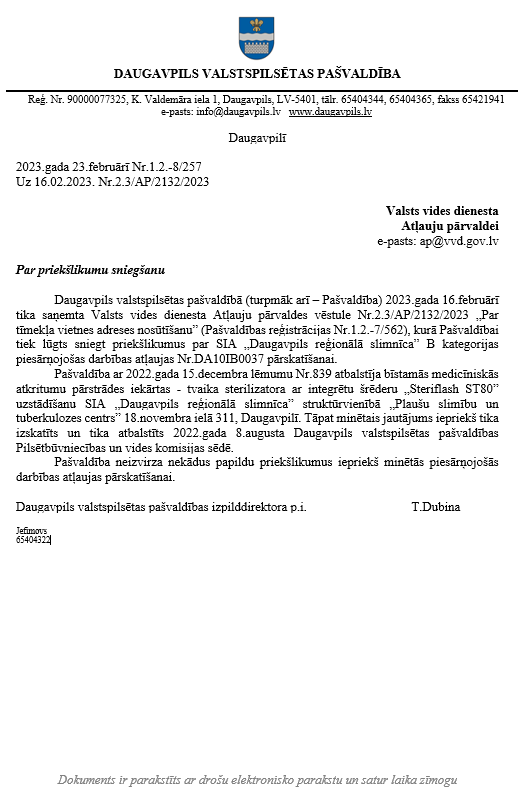 DAUGAVPILS VALSTSPILSĒTAS PAŠVALDĪBA
Reģ. Nr. 90000077325, K. Valdemāra iela 1, Daugavpils, LV-5401, tālr. 65404344, 65404365, fakss 65421941
e-pasts: info@daugavpils.lv www.daugavpils.lv
Daugavpilī
2023.gada 23.februārī Nr.1.2.-8/257
Uz 16.02.2023. Nr.2.3/AP/2132/2023
Valsts vides dienesta
Atļauju pārvaldei
e-pasts: ap@vvd.gov.lv
Par priekšlikumu sniegšanu
Daugavpils valstspilsētas pašvaldībā (turpmāk arī – Pašvaldība) 2023.gada 16.februārī
tika saņemta Valsts vides dienesta Atļauju pārvaldes vēstule Nr.2.3/AP/2132/2023 „Par
tīmekļa vietnes adreses nosūtīšanu” (Pašvaldības reģistrācijas Nr.1.2.-7/562), kurā Pašvaldībai
tiek lūgts sniegt priekšlikumus par SIA „Daugavpils reģionālā slimnīca” B kategorijas
piesārņojošas darbības atļaujas Nr.DA10IB0037 pārskatīšanai.
Pašvaldība ar 2022.gada 15.decembra lēmumu Nr.839 atbalstīja bīstamās medicīniskās
atkritumu pārstrādes iekārtas - tvaika sterilizatora ar integrētu šrēderu „Steriflash ST80”
uzstādīšanu SIA „Daugavpils reģionālā slimnīca” struktūrvienībā „Plaušu slimību un
tuberkulozes centrs” 18.novembra ielā 311, Daugavpilī. Tāpat minētais jautājums iepriekš tika
izskatīts un tika atbalstīts 2022.gada 8.augusta Daugavpils valstspilsētas pašvaldības
Pilsētbūvniecības un vides komisijas sēdē.
Pašvaldība neizvirza nekādus papildu priekšlikumus iepriekš minētās piesārņojošās
darbības atļaujas pārskatīšanai.
Daugavpils valstspilsētas pašvaldības izpilddirektora p.i. T.Dubina
Jefimovs
65404322
Dokuments ir parakstīts ar drošu elektronisko parakstu un satur laika zīmogu